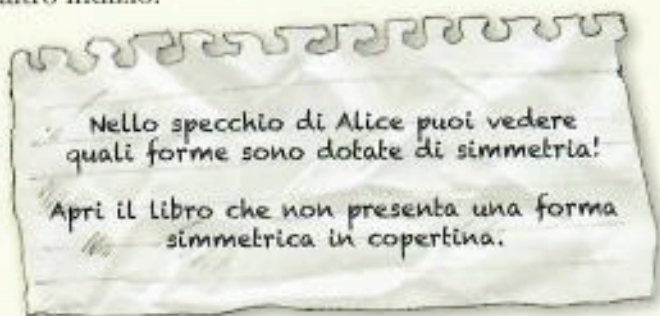 indizio.
Nello specchio di Alice puoi vedere
quali forme sono dotate di simmetria!
Apri il libro che non presenta una forma
simmetrica in copertina.